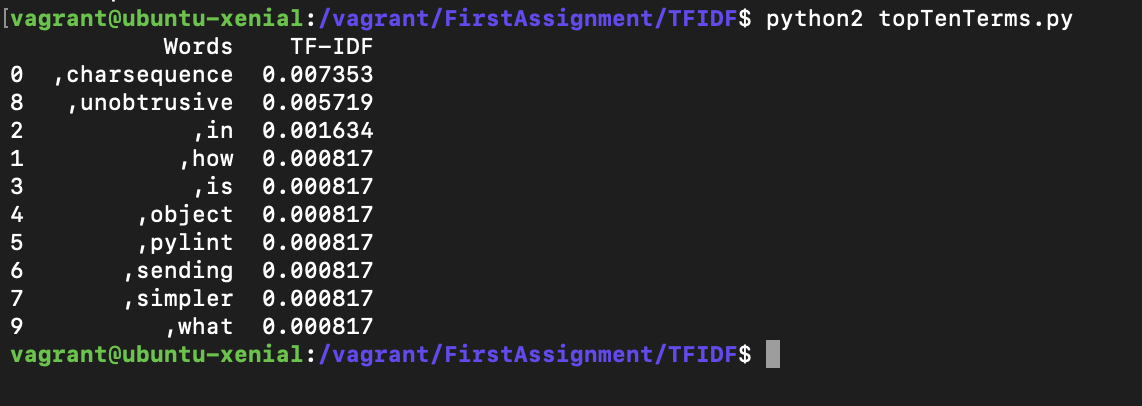 [vagrant@ubuntu-xenial:/vagrant/FirstAssignment/TFIDF$ python2 topTenTerms.py
Words TF-IDF
0 ,charsequence 0.007353
8 ,unobtrusive 0.005719
2 ,in 0.001634
1 ,how 0.000817
3 ,is 0.000817
4 ,object 0.000817
5 ,pylint 0.000817
6 ,sending 0.000817
7 ,simpler 0.000817
9 ,what 0.000817
vagrant@ubuntu-xenial:/vagrant/FirstAssignment/TFIDF$